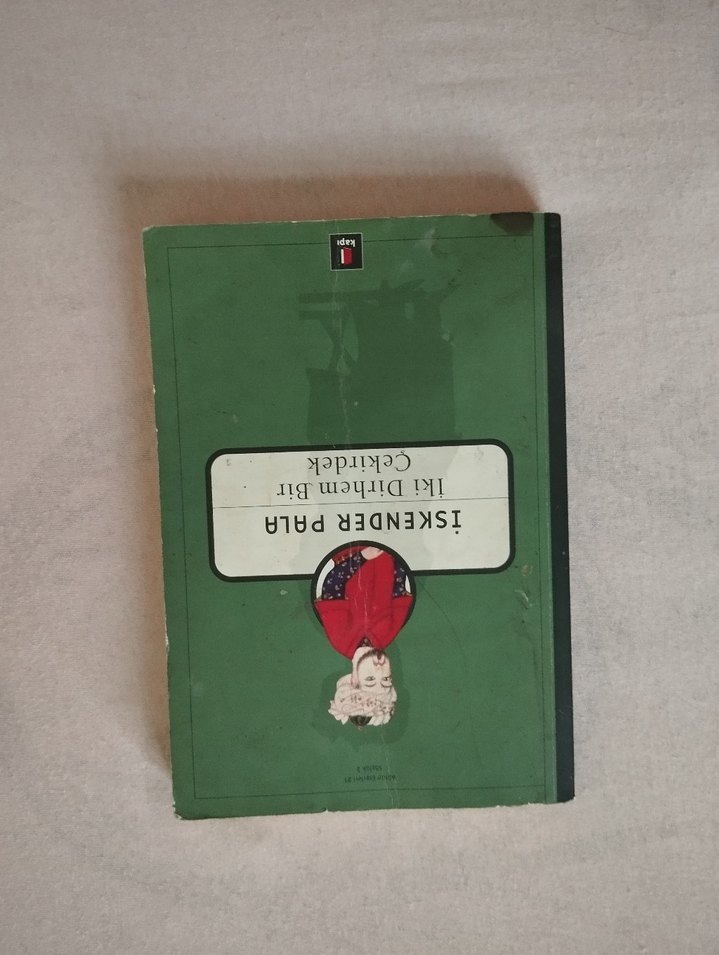 İSKENDER PALA
İki Dirhem Bir
Çekirdek
kapı